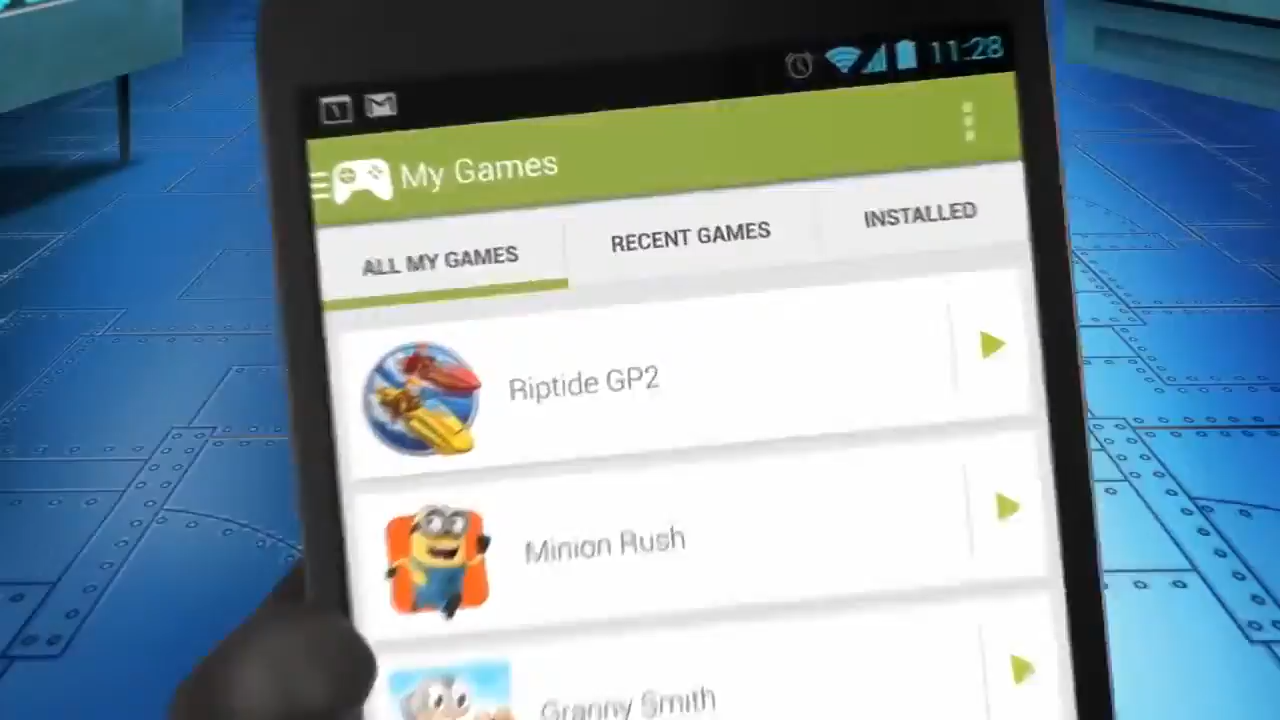 11:28
My Games
ALL MY GAMES
RECENT GAMES
INSTALLED
Riptide GP2
Minion Rush
Granny Smith